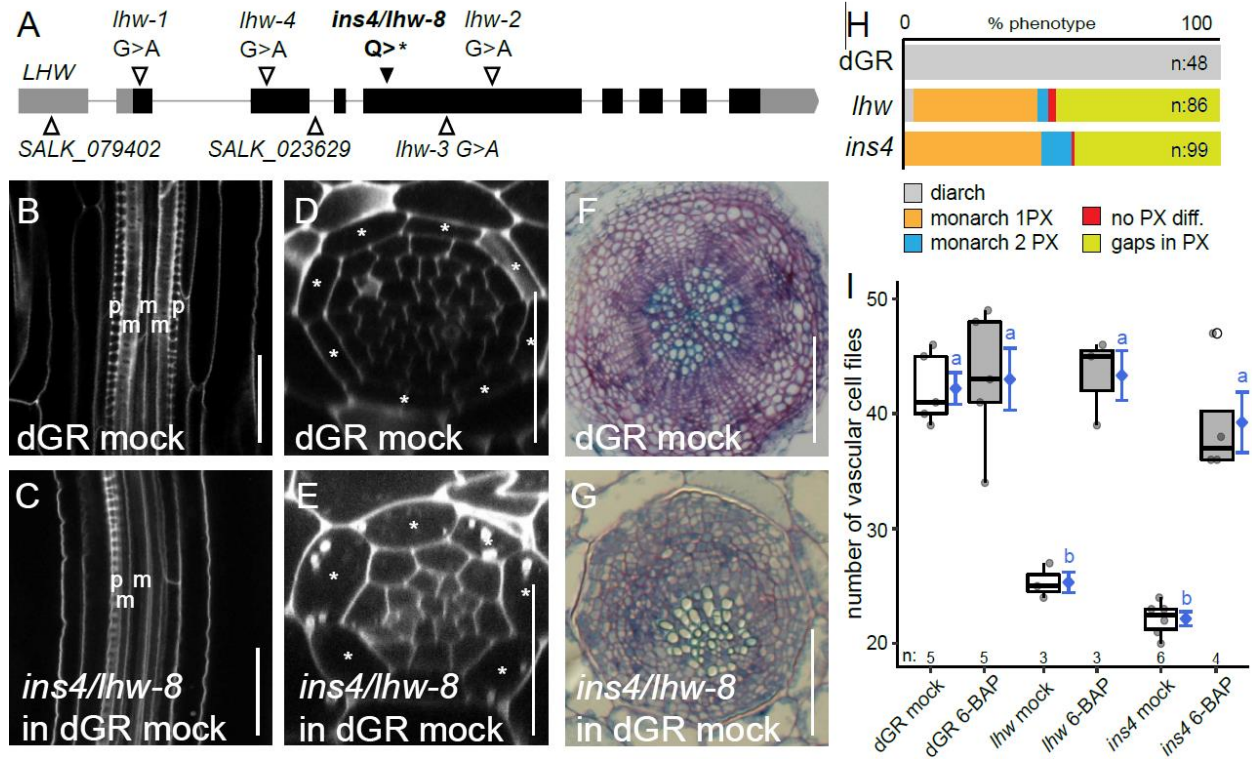 A
lhw-1 lhw-4 ins4/lhw-8 lhw-2
G>A G>A Q>* G>A
LHW
SALK_079402 SALK_023629 lhw-3 G>A
B
p m m p
m m
dGR mock
D
* * * * * * * * *
dGR mock
F
dGR mock
C
p m
m
ins4/lhw-8
in dGR mock
E
* * * * * *
ins4/lhw-8
in dGR mock
G
ins4/lhw-8
in dGR mock
H
0 % phenotype 100
dGR n:48
lhw n:86
ins4 n:99
diarch
monarch 1PX no PX diff.
monarch 2 PX gaps in PX
I
number of vascular cell files
50
40
30
20
a a b a b a
n: 5 5 3 3 6 4
dGR mock
dGR 6-BAP
lhw mock
lhw 6-BAP
ins4 mock
ins4 6-BAP